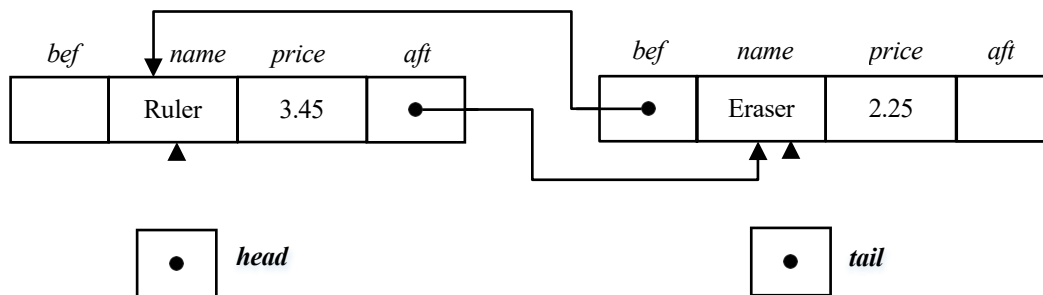 bef name price aft bef name price aft
Ruler 3.45 Eraser 2.25
head tail